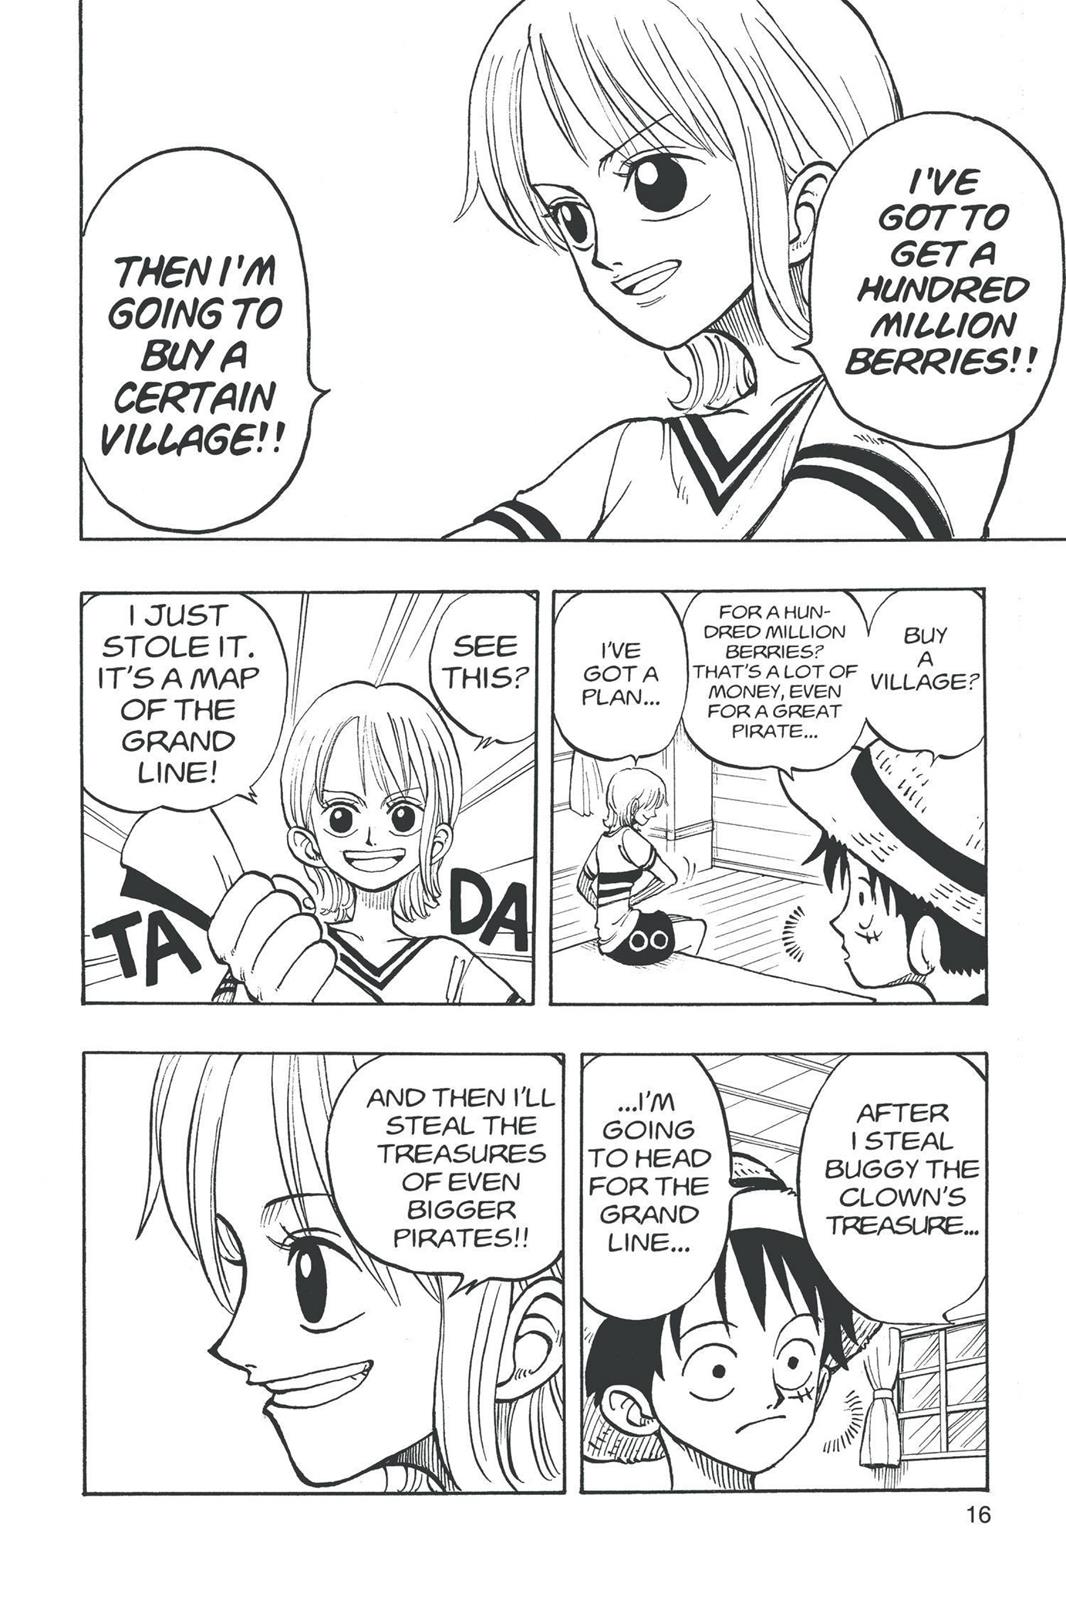 I'VE
GOT TO
GET A
HUNDRED
MILLION
BERRIES!!
THEN I'M
GOING TO
BUY A
CERTAIN
VILLAGE!!
BUY
A
VILLAGE?
FOR A HUN-
DRED MILLION
BERRIES?
THAT'S A LOT OF
MONEY, EVEN
FOR A GREAT
PIRATE...
I'VE
GOT A
PLAN...
SEE
THIS?
I JUST
STOLE IT.
IT'S A MAP
OF THE
GRAND
LINE!
TA
DA
AFTER
I STEAL
BUGGY THE
CLOWN'S
TREASURE...
...I'M
GOING
TO HEAD
FOR THE
GRAND
LINE...
AND THEN I'LL
STEAL THE
TREASURES
OF EVEN
BIGGER
PIRATES!!
16